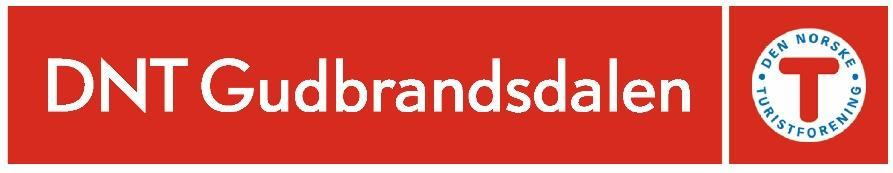 DNT Gudbrandsdalen
DEN NORSKE
T
TURISTFORENING